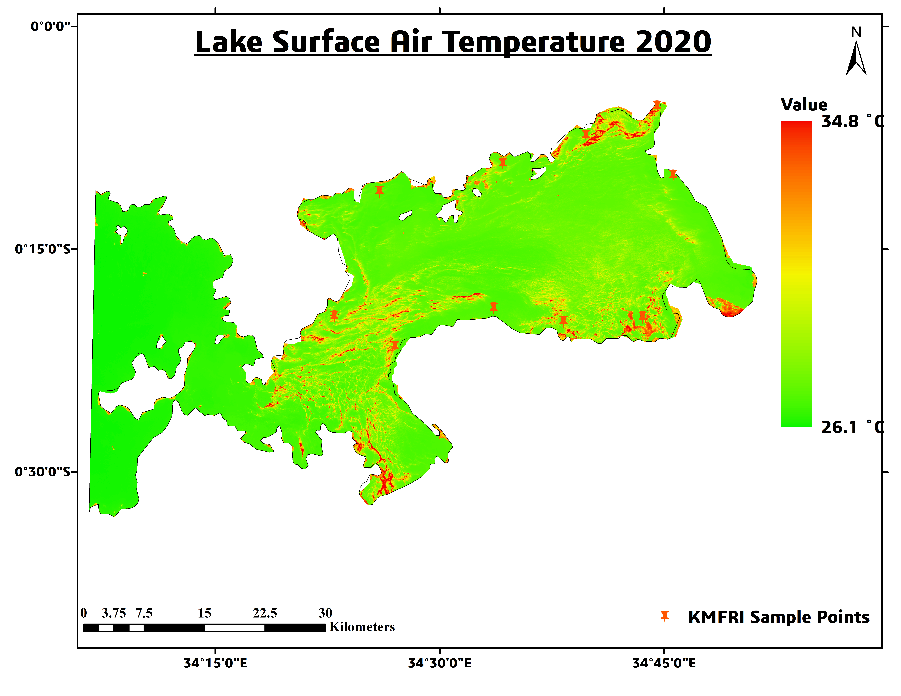 Lake Surface Air Temperature 2020
N
0°0'0"
0°15'0"S
0°30'0"S
Value
34.8 °C
26.1 °C
0 3.75 7.5 15 22.5 30
Kilometers
KMFRI Sample Points
34°15'0"E 34°30'0"E 34°45'0"E